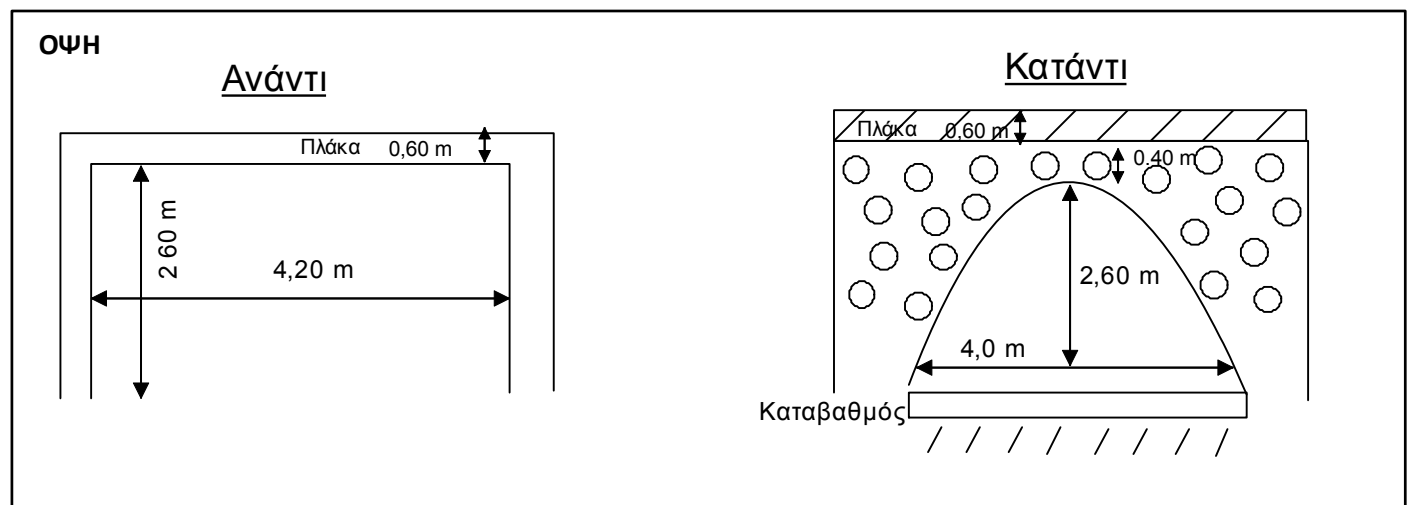 ΟΨΗ
Ανάντι
Πλάκα 0,60 m
2 60 m
4,20 m
Κατάντι
Πλάκα 0,60 m
0.40 m
2,60 m
4,0 m
Καταβαθμός